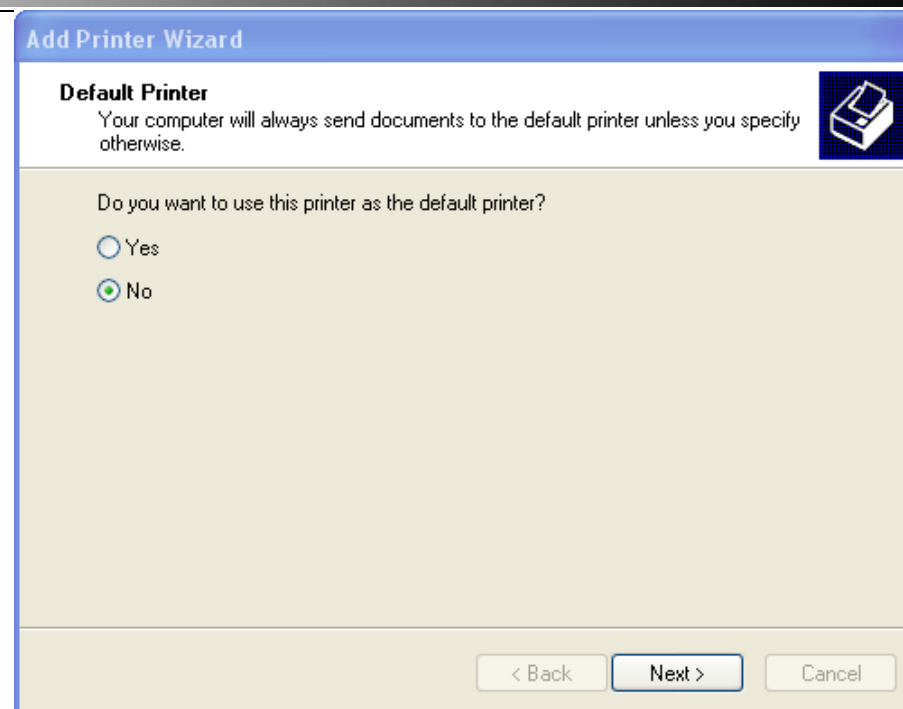 Add Printer Wizard
Default Printer
Your computer will always send documents to the default printer unless you specify
otherwise.
Do you want to use this printer as the default printer?
Yes
No
< Back Next > Cancel